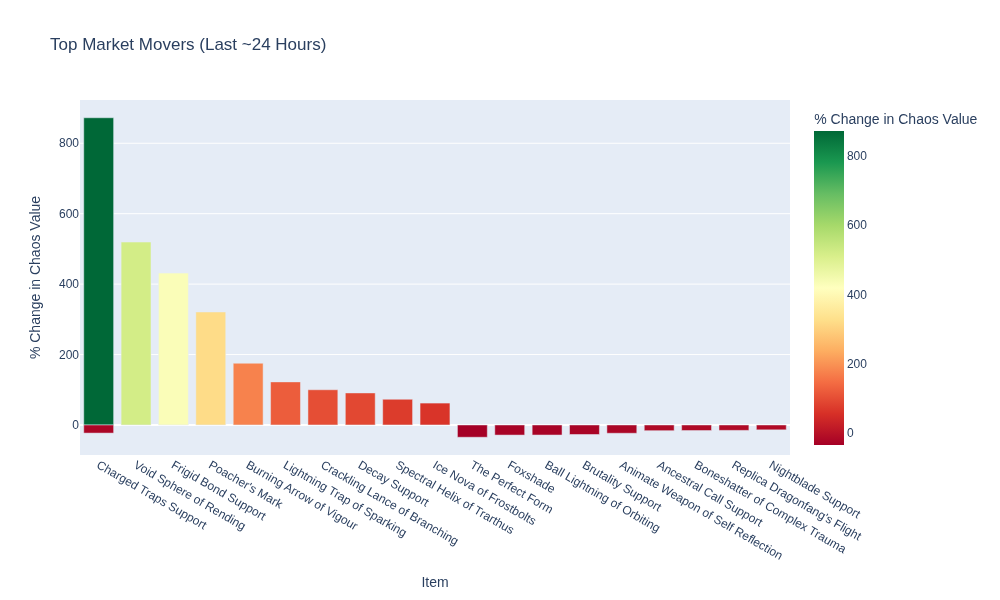 Top Market Movers (Last ~24 Hours)
% Change in Chaos Value
800
600
400
200
0
Charged Traps Support
Void Sphere of Rending
Frigid Bond Support
Poacher's Mark
Burning Arrow of Vigour
Lightning Trap of Sparking
Crackling Lance of Branching
Decay Support
Spectral Helix of Trarthus
Ice Nova of Frostbolts
The Perfect Form
Foxshade
Ball Lightning of Orbiting
Brutality Support
Animate Weapon of Self Reflection
Ancestral Call Support
Boneshatter of Complex Trauma
Replica Dragonfang's Flight
Nightblade Support
Item
% Change in Chaos Value
800
600
400
200
0